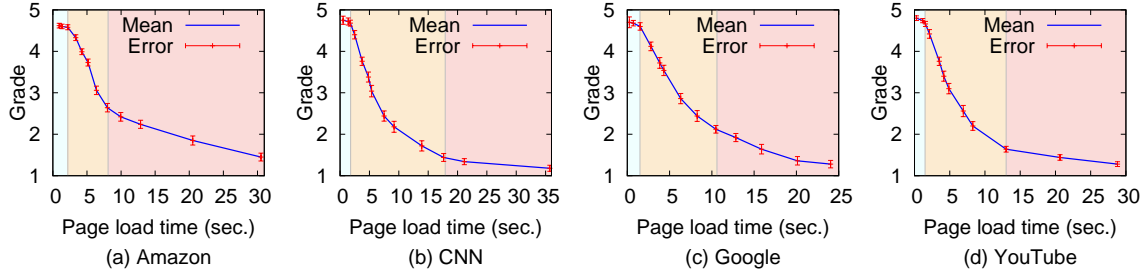 Grade
5
4
3
2
1
Mean
Error
0 5 10 15 20 25 30
Page load time (sec.)
(a) Amazon
Grade
5
4
3
2
1
Mean
Error
0 5 10 15 20 25 30 35
Page load time (sec.)
(b) CNN
Grade
5
4
3
2
1
Mean
Error
0 5 10 15 20 25
Page load time (sec.)
(c) Google
Grade
5
4
3
2
1
Mean
Error
0 5 10 15 20 25 30
Page load time (sec.)
(d) YouTube